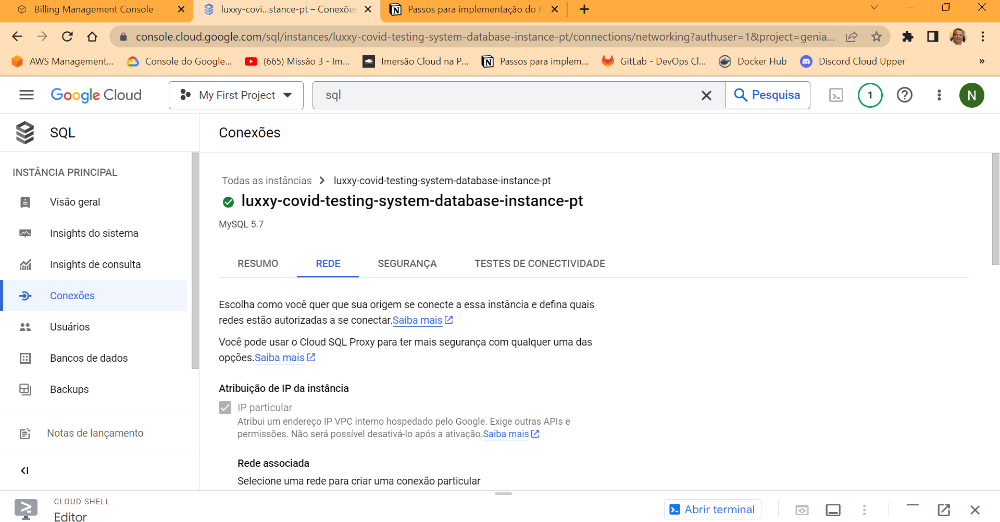 Billing Management Console
luxxy-covi...stance-pt – Conexões
Passos para implementação do P
console.cloud.google.com/sql/instances/luxxy-covid-testing-system-database-instance-pt/connections/networking?authuser=1&project=genia...
AWS Management...
Console do Google...
(665) Missão 3 - Im...
Imersão Cloud na P...
Passos para implem...
GitLab - DevOps Cl...
Docker Hub
Discord Cloud Upper
»
Google Cloud
My First Project
sql
Pesquisa
1
N
SQL
Conexões
INSTÂNCIA PRINCIPAL
Visão geral
Insights do sistema
Insights de consulta
Conexões
Usuários
Bancos de dados
Backups
Notas de lançamento
Todas as instâncias
luxxy-covid-testing-system-database-instance-pt
luxxy-covid-testing-system-database-instance-pt
MySQL 5.7
RESUMO
REDE
SEGURANÇA
TESTES DE CONECTIVIDADE
Escolha como você quer que sua origem se conecte a essa instância e defina quais
redes estão autorizadas a se conectar.Saiba mais
Você pode usar o Cloud SQL Proxy para ter mais segurança com qualquer uma das
opções.Saiba mais
Atribuição de IP da instância
IP particular
Atribui um endereço IP VPC interno hospedado pelo Google. Exige outras APIs e
permissões. Não será possível desativá-lo após a ativação.Saiba mais
Rede associada
Selecione uma rede para criar uma conexão particular
CLOUD SHELL
Editor
Abrir terminal